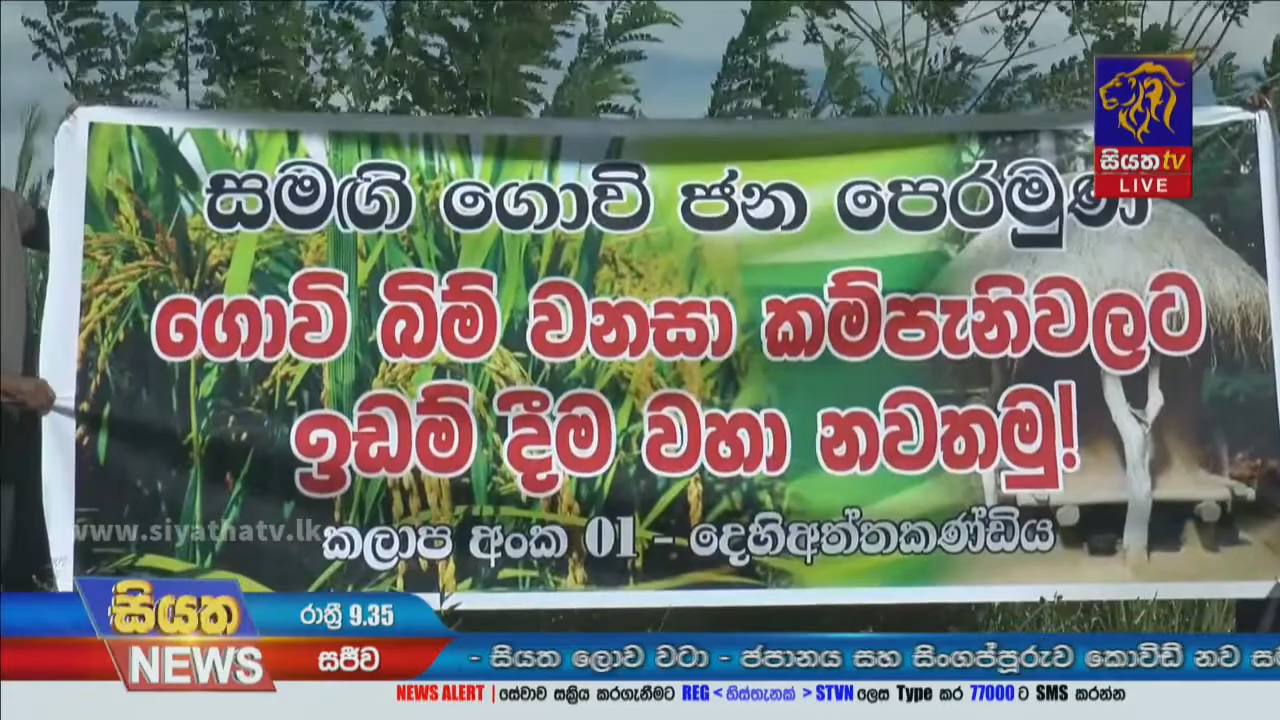 සමඟි ගොවි ජන පෙරමුණ
ගොවි බිම් වනසා කම්පැනිවලට
ඉඩම් දීම වහා නවතමු!
කලාප අංක 01 - දෙහිඅත්තකණ්ඩිය
සියත tv
LIVE
www.siyathatv.lk
සියත
NEWS
රාත්‍රී 9.35
සජීව
- සියත ලොව වටා - ජපානය සහ සිංගප්පූරුව කොවිඩ් නව
NEWS ALERT | සේවාව සක්‍රිය කරගැනීමට REG < හිස්තැනක් > STVN ලෙස Type කර 77000 ට SMS කරන්න